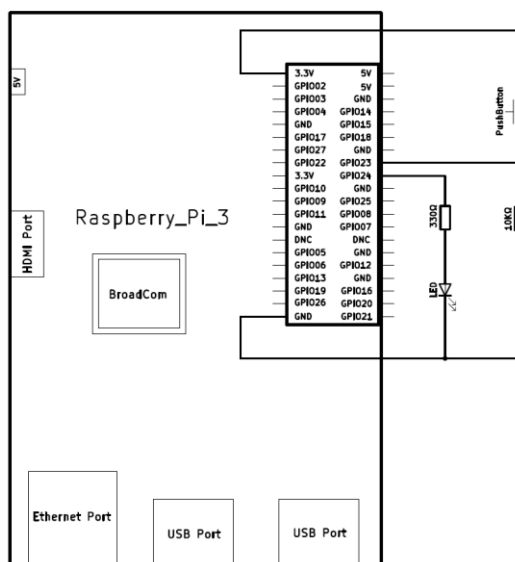 5V
HDMI Port
Raspberry_Pi_3
BroadCom
Ethernet Port
USB Port
USB Port
3.3V 5V
GPIO02 5V
GPIO03 GND
GPIO04 GPIO14
GND GPIO15
GPIO17 GPIO18
GPIO27 GND
GPIO22 GPIO23
3.3V GPIO24
GPIO10 GND
GPIO09 GPIO25
GPIO11 GPIO08
GND GPIO07
DNC DNC
GPIO05 GND
GPIO06 GPIO12
GPIO13 GND
GPIO19 GPIO16
GPIO26 GPIO20
GND GPIO21
330Ω
LED
PushButton
10KΩ